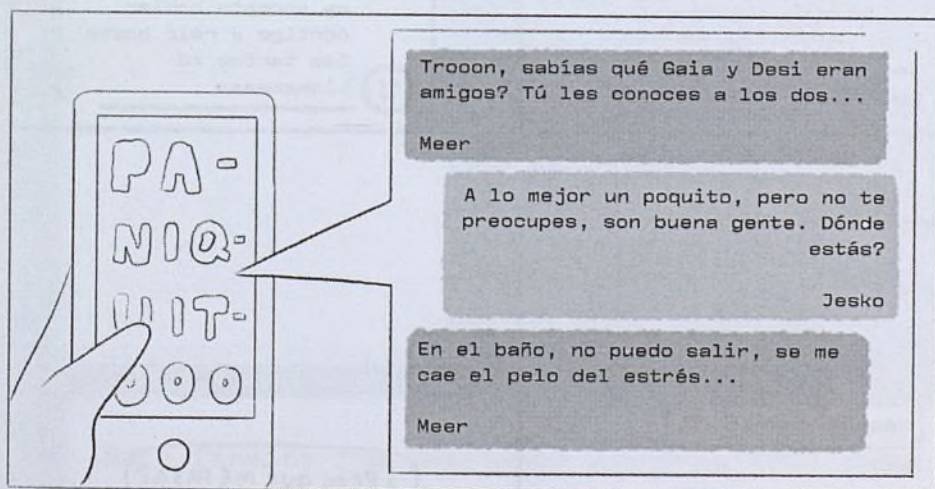 PA-
NIQ-
UIT-
OOO
Trooon, sabías qué Gaia y Desi eran
amigos? Tú les conoces a los dos...
Meer
A lo mejor un poquito, pero no te
preocupes, son buena gente. Dónde
estás?
Jesko
En el baño, no puedo salir, se me
cae el pelo del estrés...
Meer